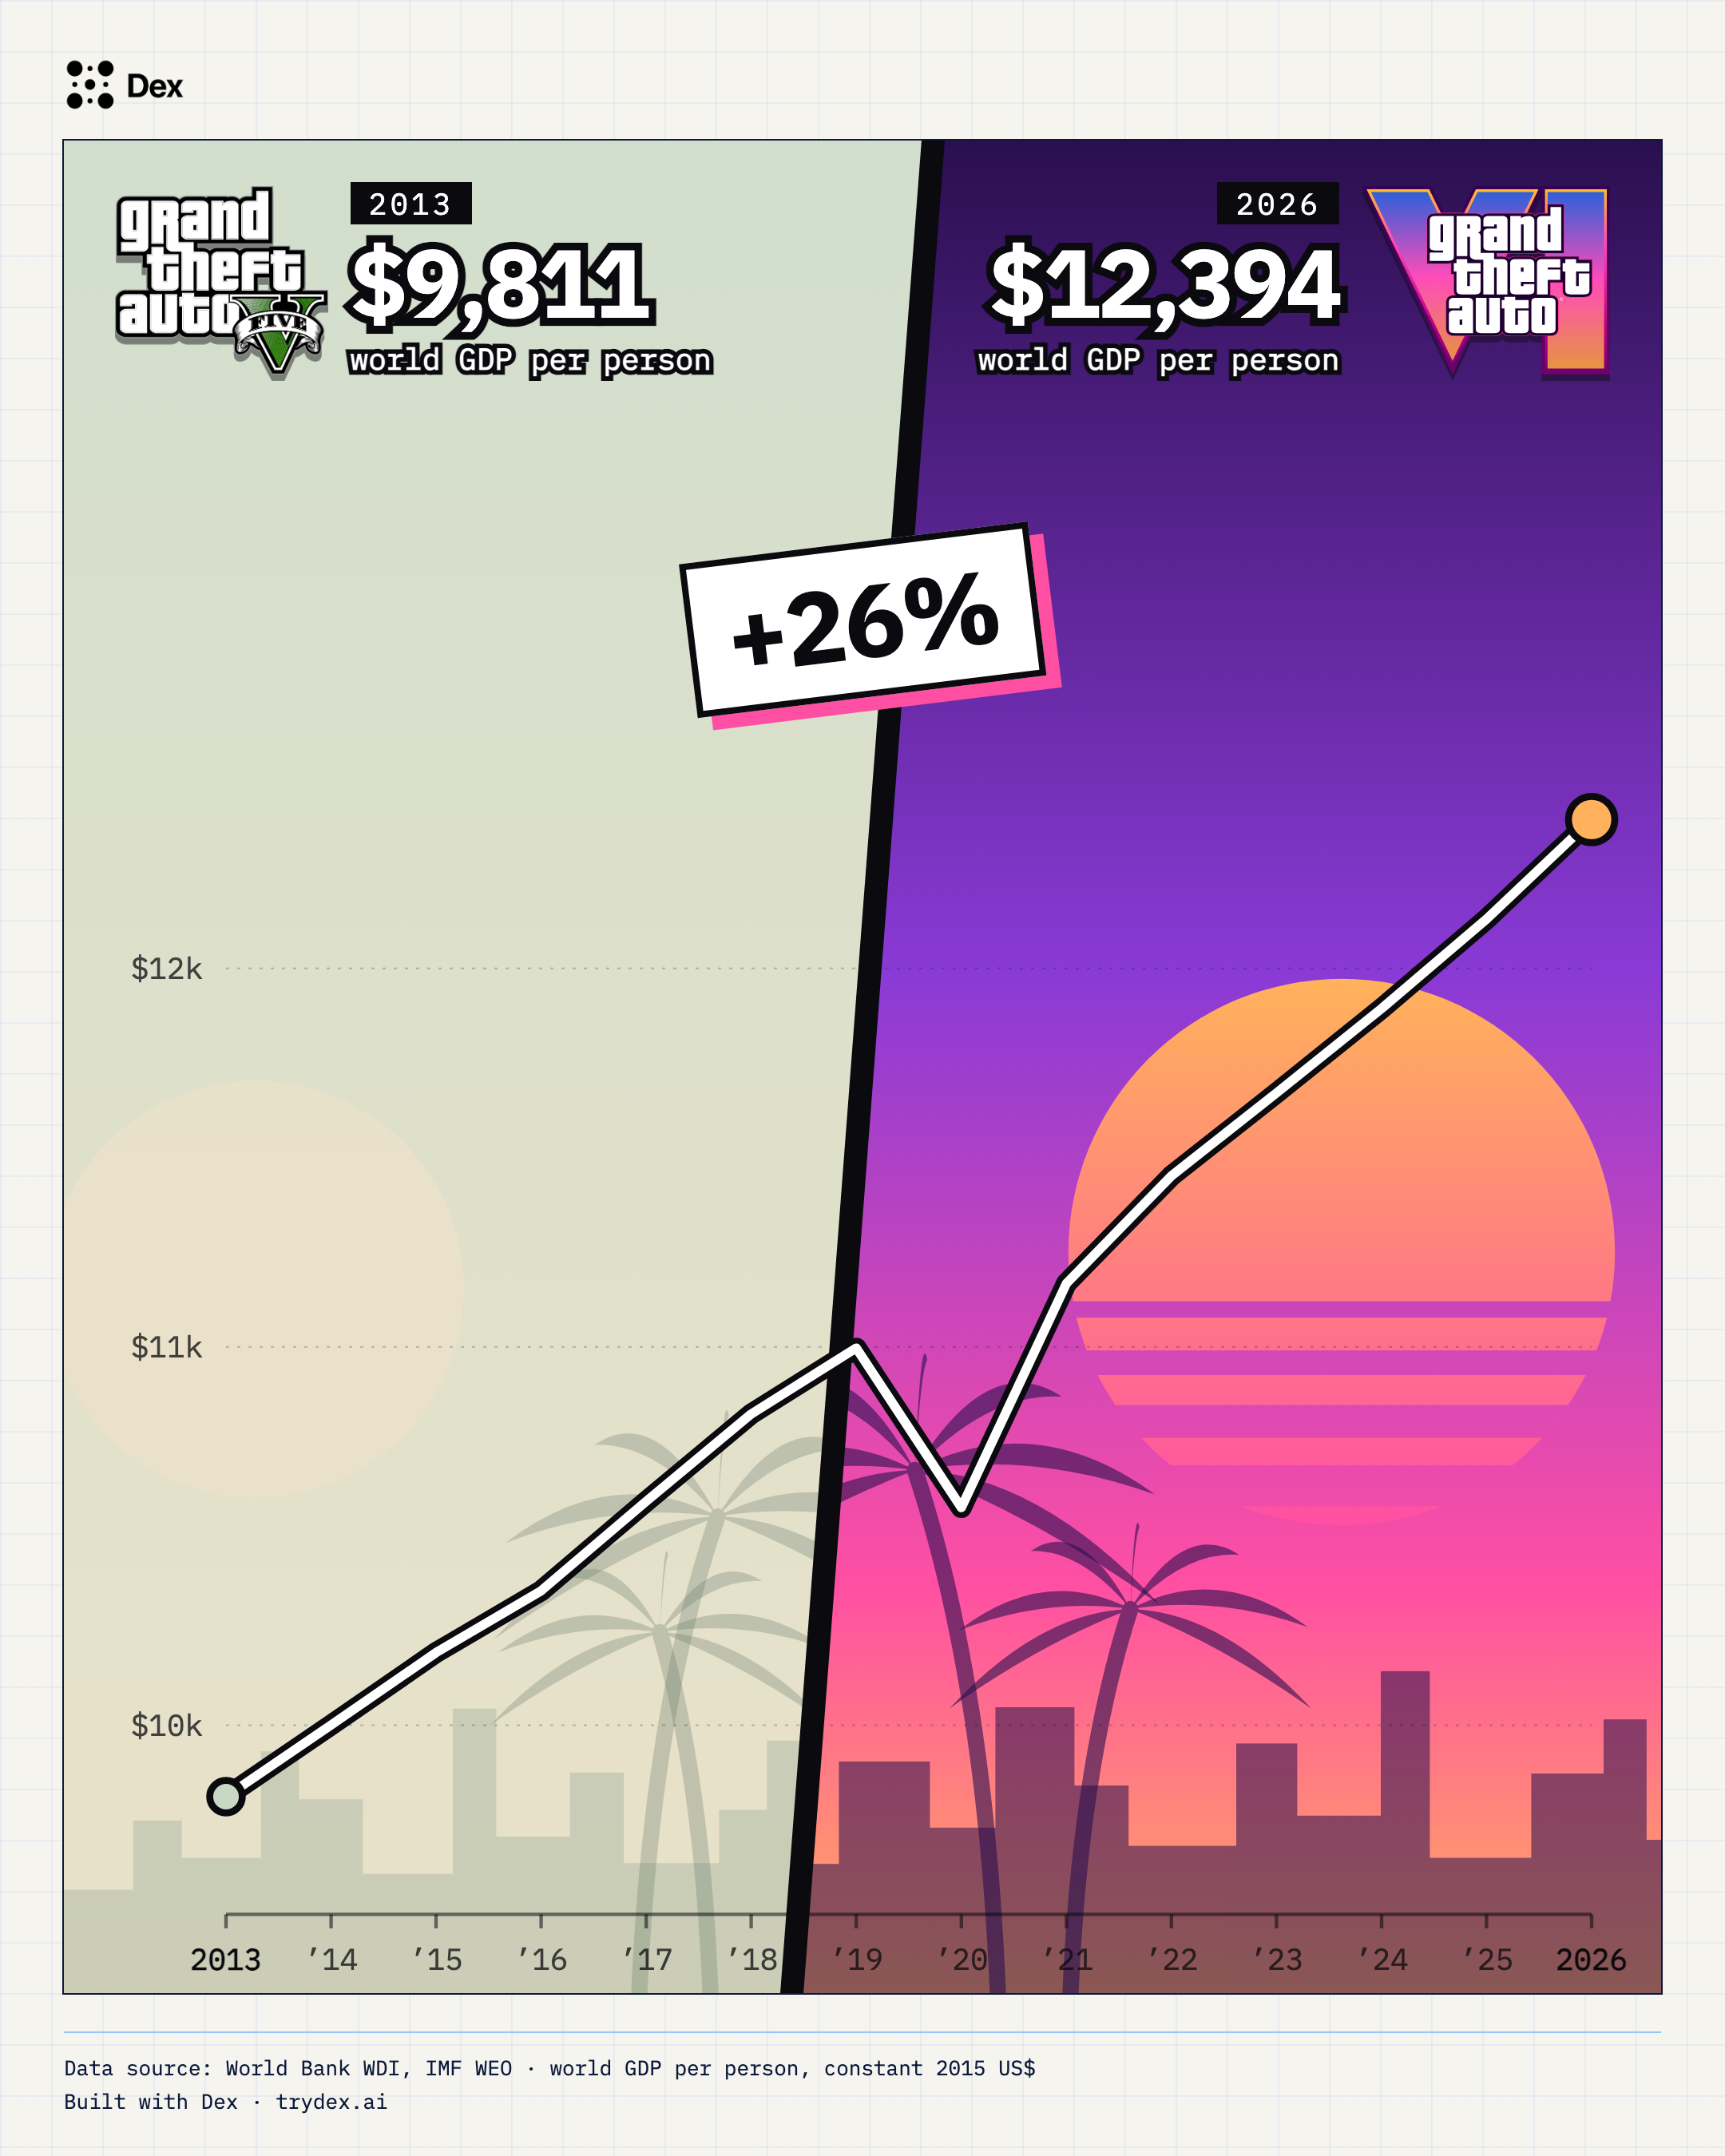 Dex
grand
theft
auto V
FIVE
2013
$9,811
world GDP per person
2026
$12,394
world GDP per person
VI
grand
theft
auto
+26%
$12k
$11k
$10k
2013 ’14 ’15 ’16 ’17 ’18 ’19 ’20 ’21 ’22 ’23 ’24 ’25 2026
Data source: World Bank WDI, IMF WEO · world GDP per person, constant 2015 US$
Built with Dex · trydex.ai